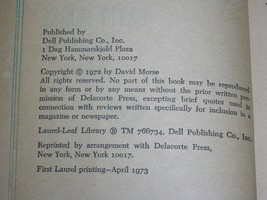 Published by
Dell Publishing Co., Inc.
1 Dag Hammarskjold Plaza
New York, New York, 10017
Copyright © 1972 by David Morse
All rights reserved. No part of this book may be reproduced
in any form or by any means without the prior written per-
mission of Delacorte Press, excepting brief quotes used in
connection with reviews written specifically for inclusion in a
magazine or newspaper.
Laurel-Leaf Library ® TM 766734, Dell Publishing Co., Inc.
Reprinted by arrangement with Delacorte Press,
New York, New York 10017.
First Laurel printing—April 1973